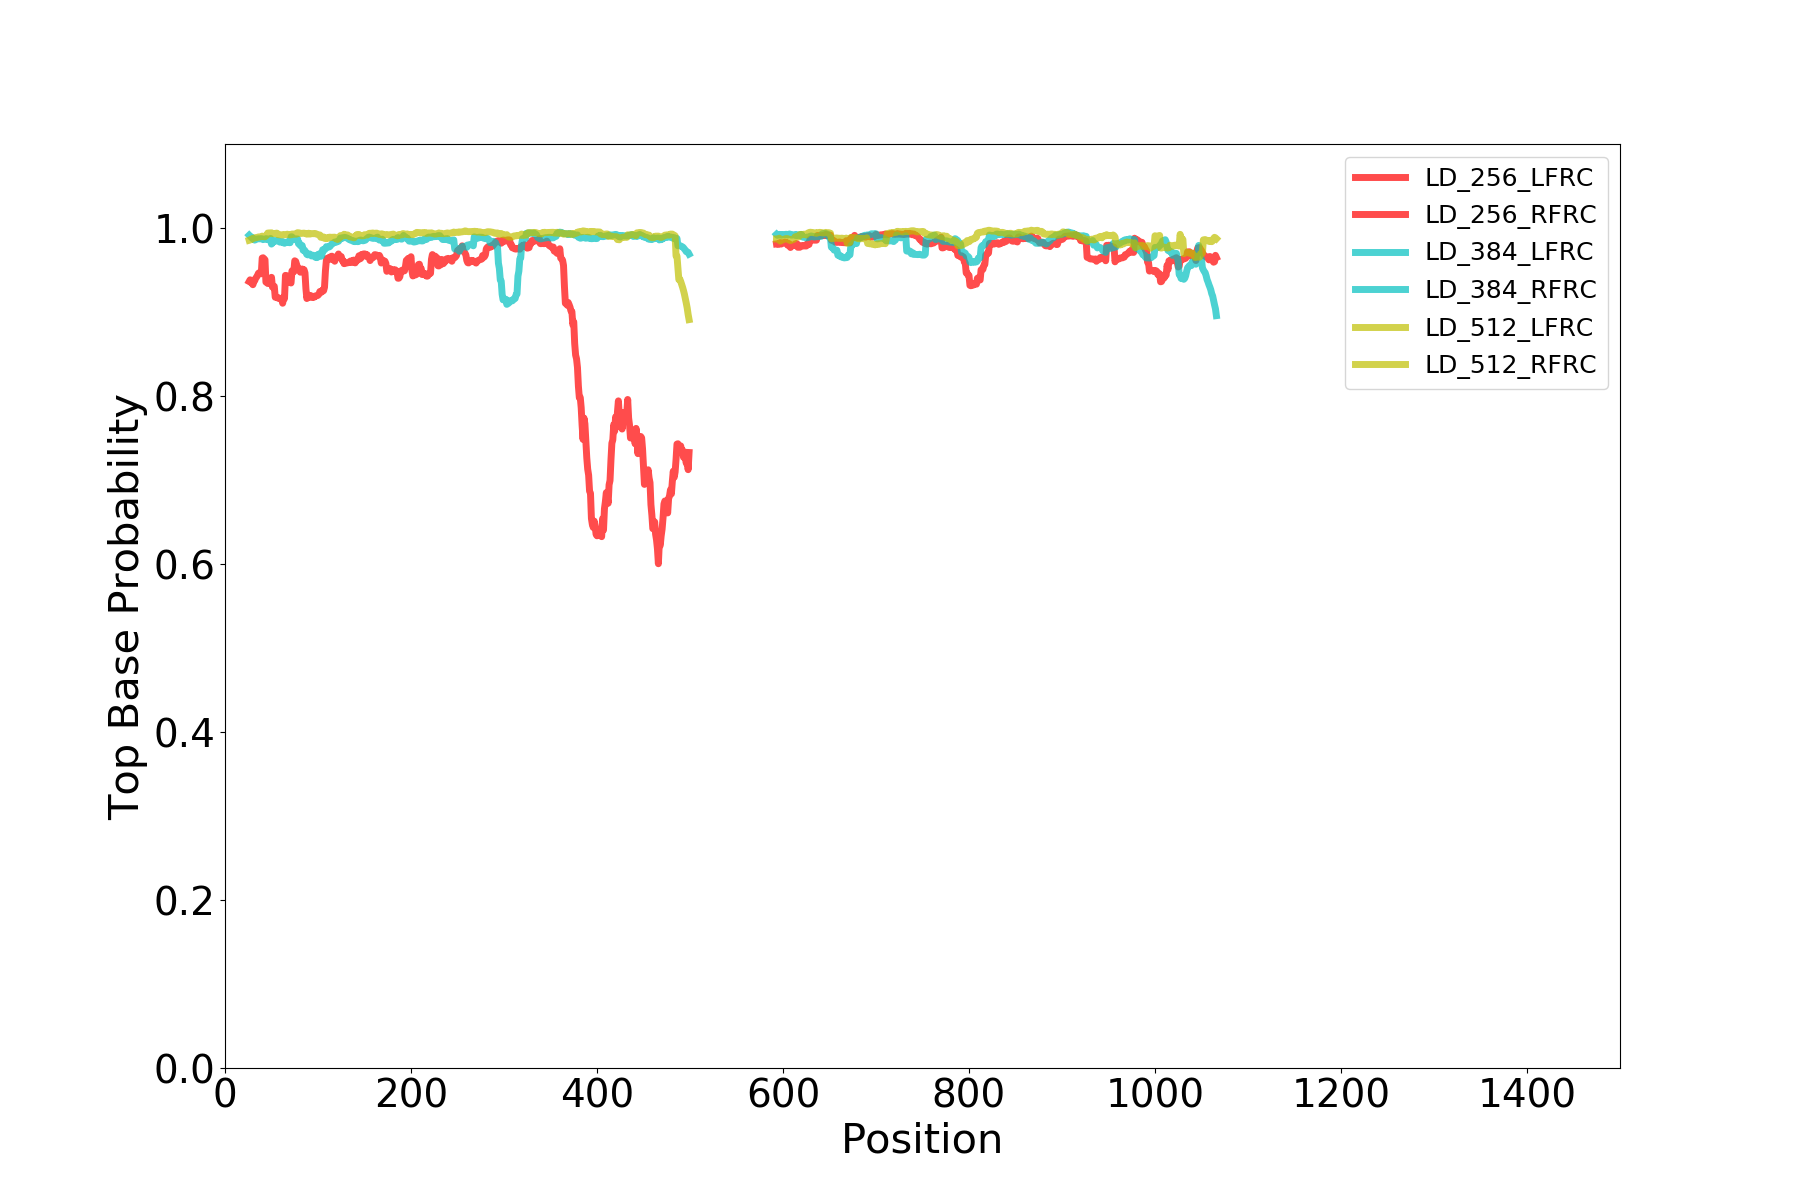 LD_256_LFRC
LD_256_RFRC
LD_384_LFRC
LD_384_RFRC
LD_512_LFRC
LD_512_RFRC
Top Base Probability
1.0
0.8
0.6
0.4
0.2
0.0
0 200 400 600 800 1000 1200 1400
Position